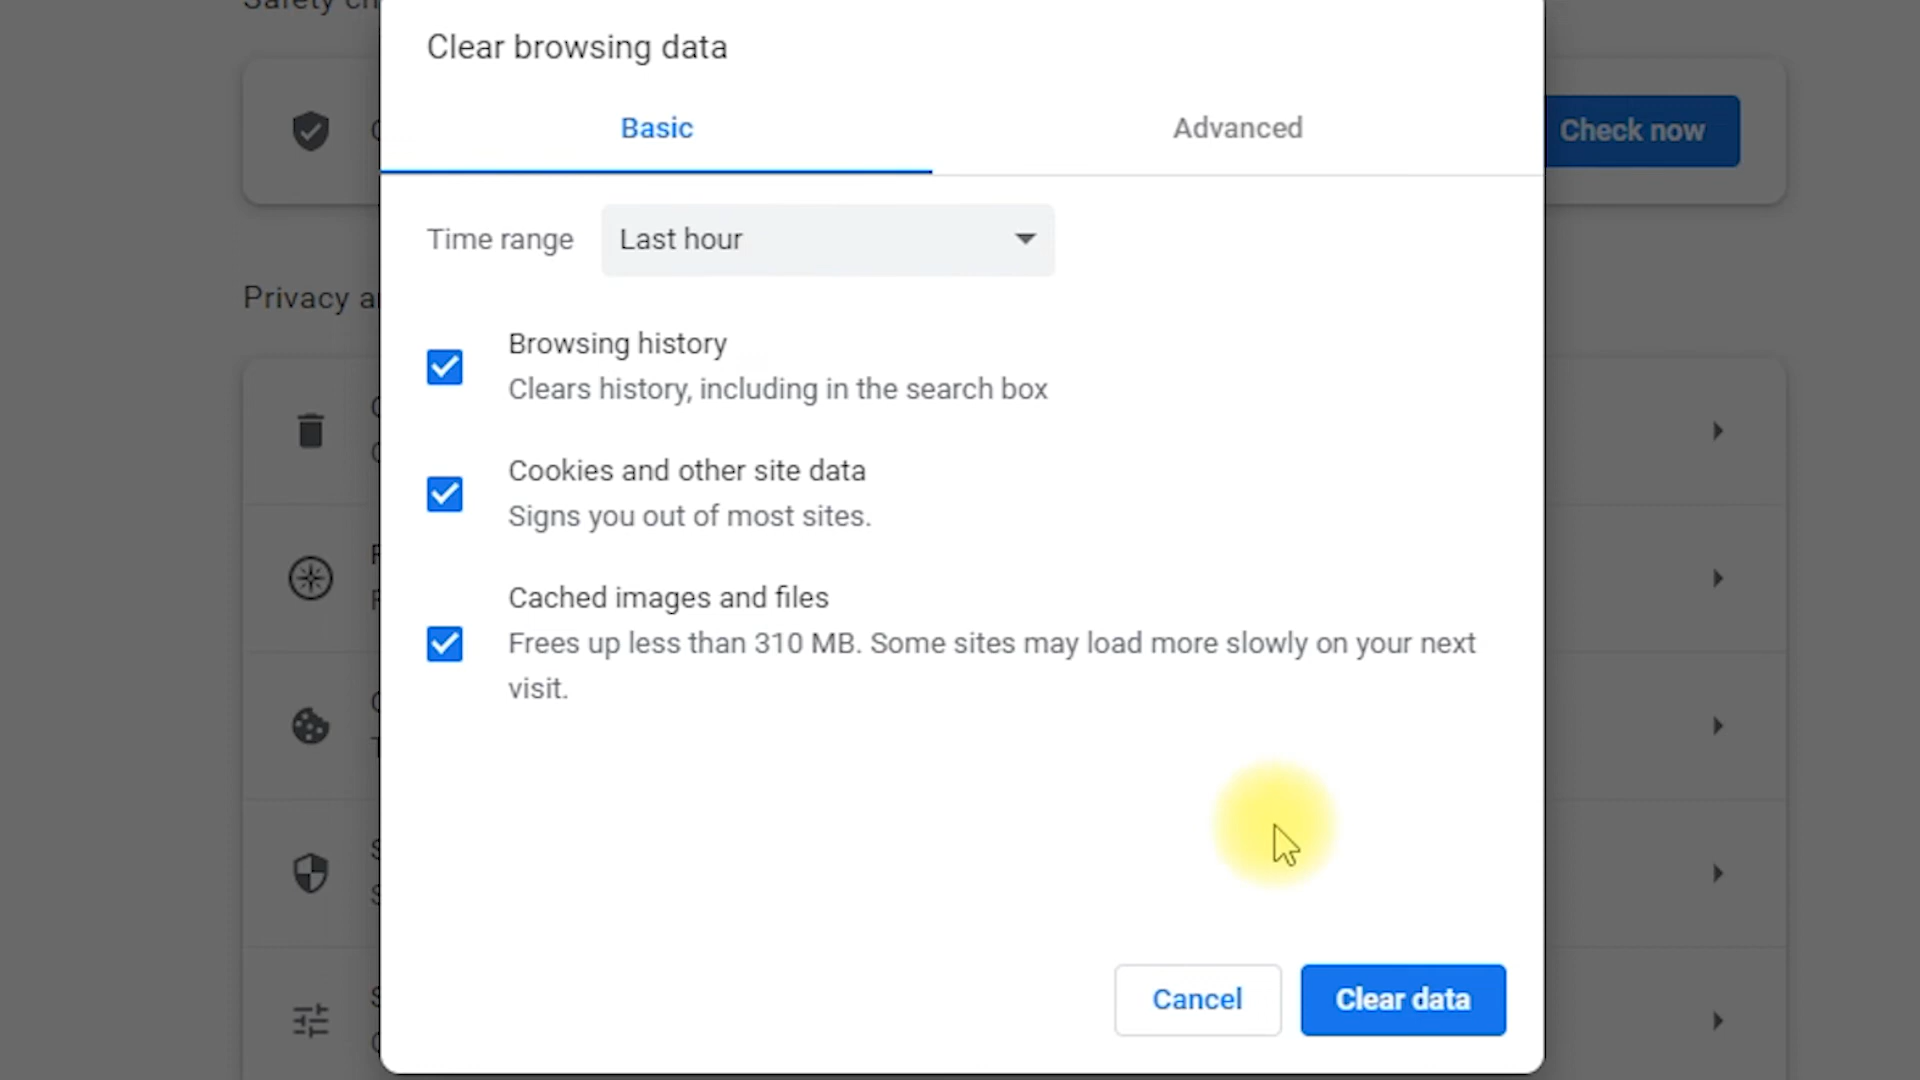 Clear browsing data
Basic
Advanced
Check now
Time range
Last hour
Privacy
Browsing history
Clears history, including in the search box
Cookies and other site data
Signs you out of most sites.
Cached images and files
Frees up less than 310 MB. Some sites may load more slowly on your next
visit.
Cancel
Clear data